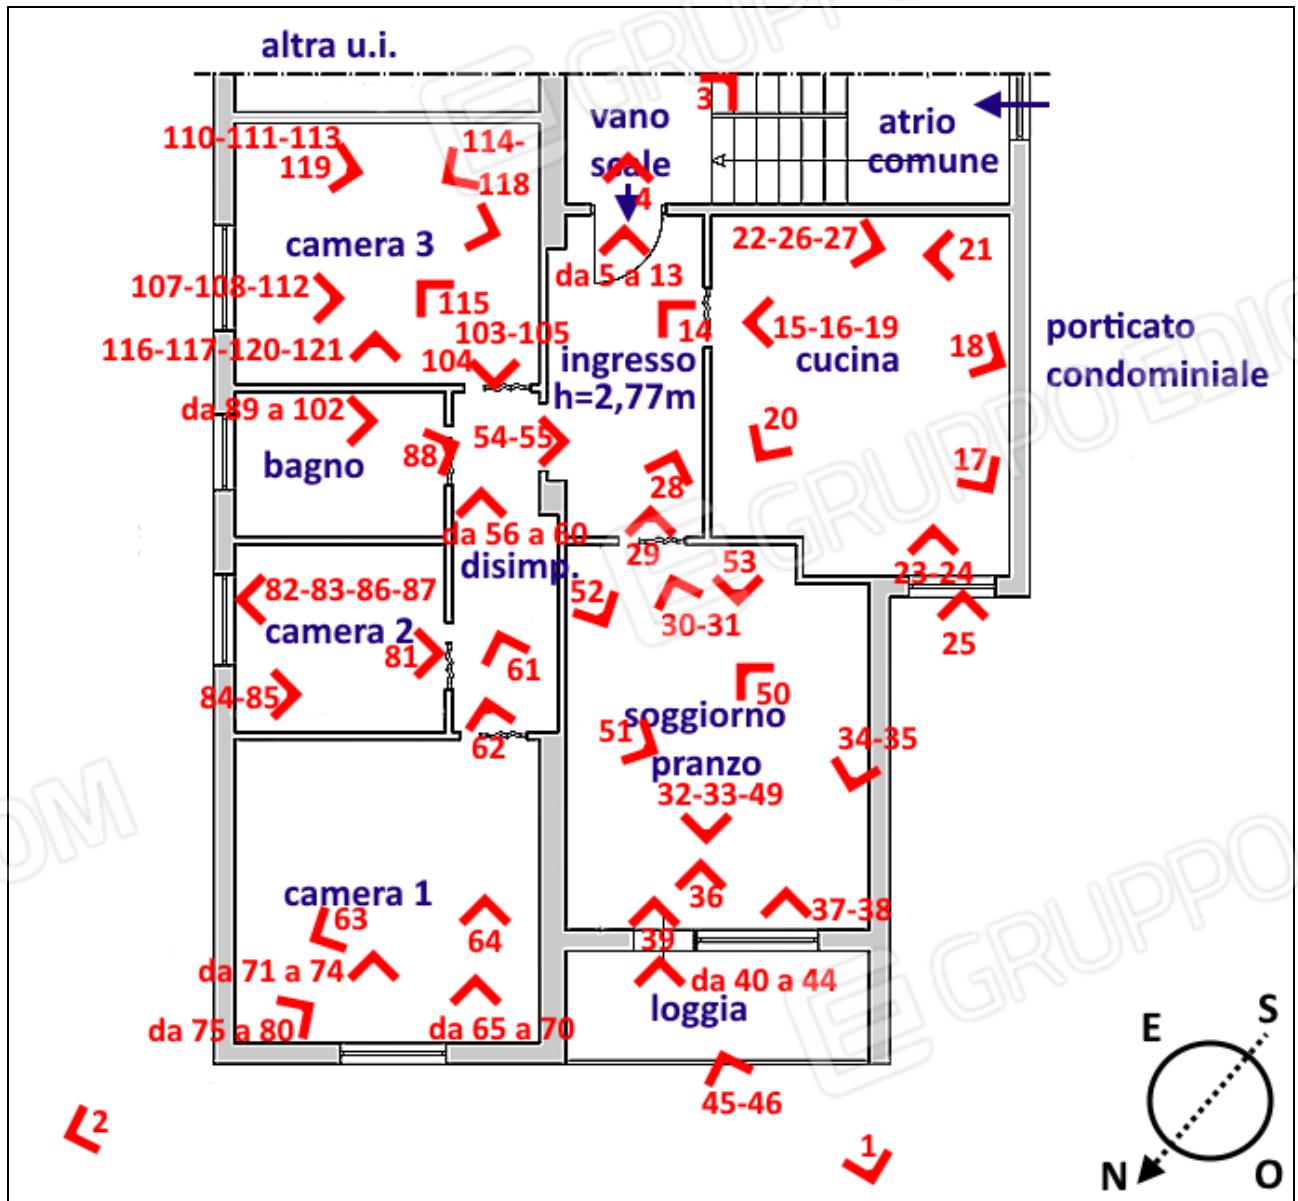 altra u.i.
GRUPPO
3
vano
scale
atrio
comune
4
110-111-113
119
114-
118
camera 3
107-108-112
115
116-117-120-121
103-105
104
da 5 a 13
14
ingresso
h=2,77m
22-26-27
21
15-16-19
cucina
18
20
17
porticato
condominiale
GRUPPO EDIC
da 89 a 102
88
bagno
54-55
28
da 56 a 60
disimp.
29
23-24
25
52
53
30-31
82-83-86-87
camera 2
81
84-85
61
62
50
soggiorno
51
pranzo
34-35
32-33-49
36
37-38
39
da 40 a 44
loggia
OM
GRUPPO
camera 1
63
64
da 71 a 74
da 75 a 80
da 65 a 70
45-46
2
1
E
S
N
O